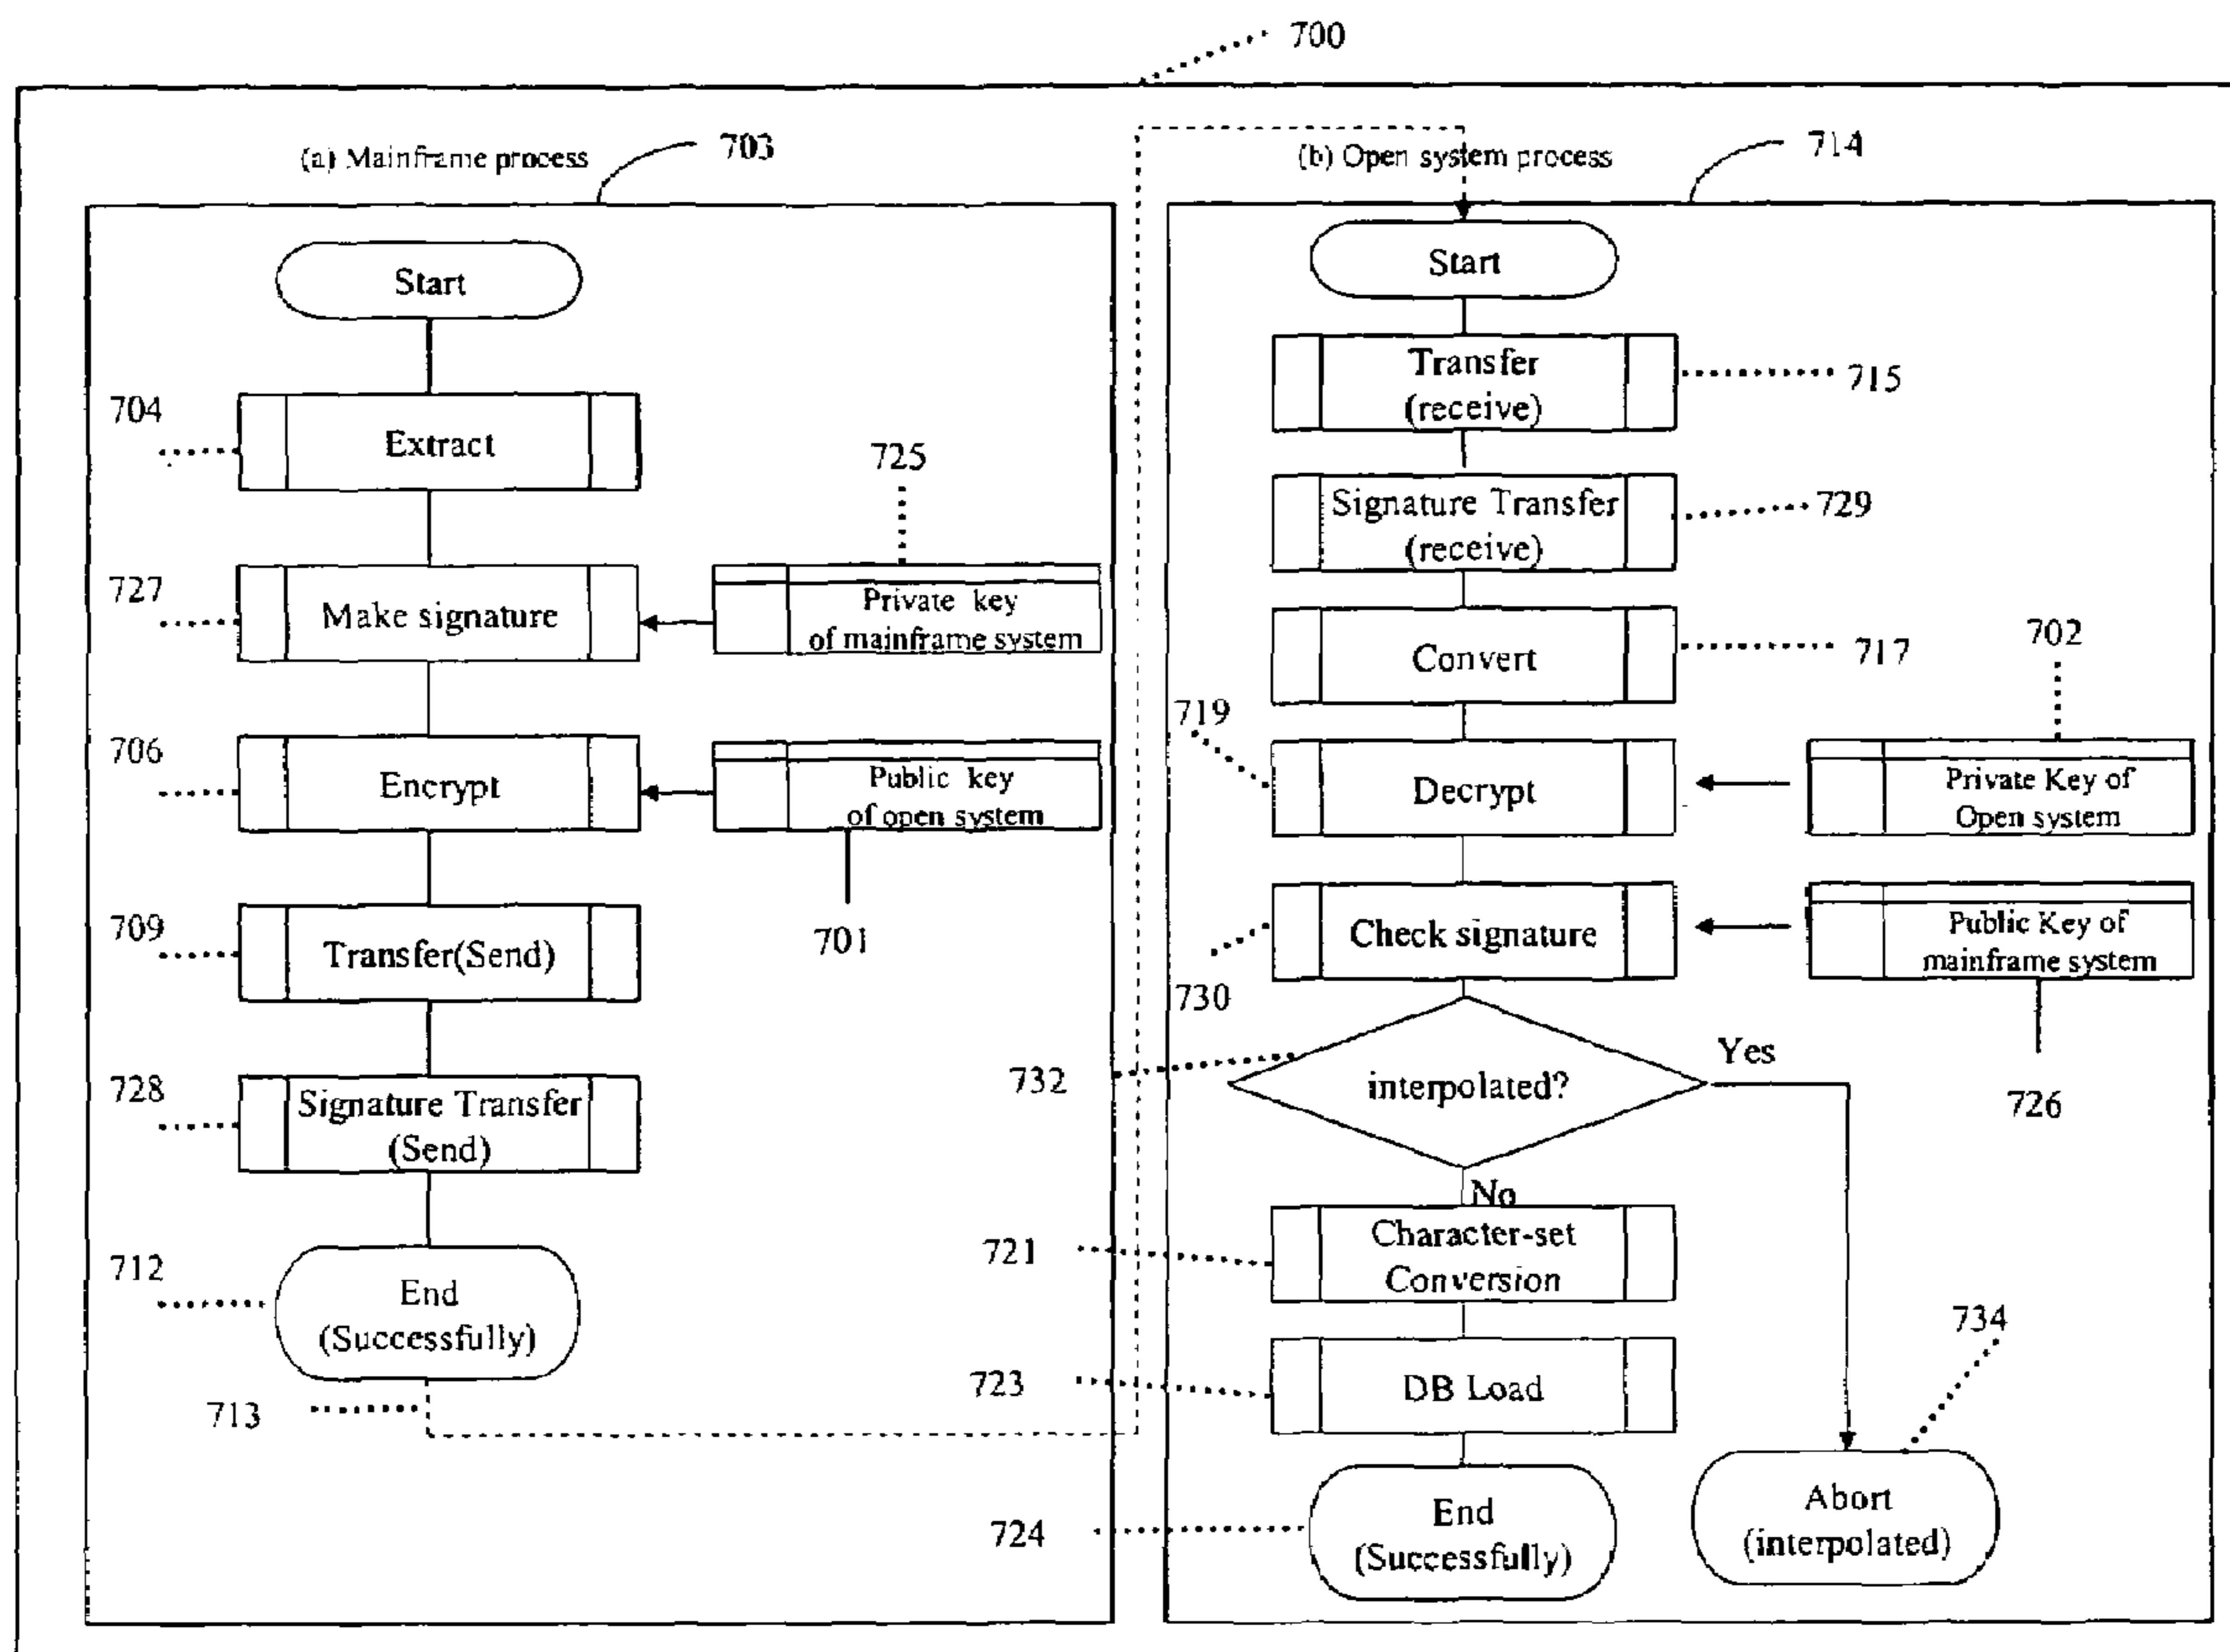 700
(a) Mainframe process
703
Start
704
Extract
725
727
Make signature
Private key
of mainframe system
706
Encrypt
Public key
of open system
701
709
Transfer(Send)
728
Signature Transfer
(Send)
712
End
(Successfully)
713
(b) Open system process
714
Start
Transfer
(receive)
715
Signature Transfer
(receive)
729
Convert
717
702
719
Decrypt
Private Key of
Open system
Check signature
730
Public Key of
mainframe system
726
732
interpolated?
Yes
No
721
Character-set
Conversion
723
DB Load
734
724
End
(Successfully)
Abort
(interpolated)